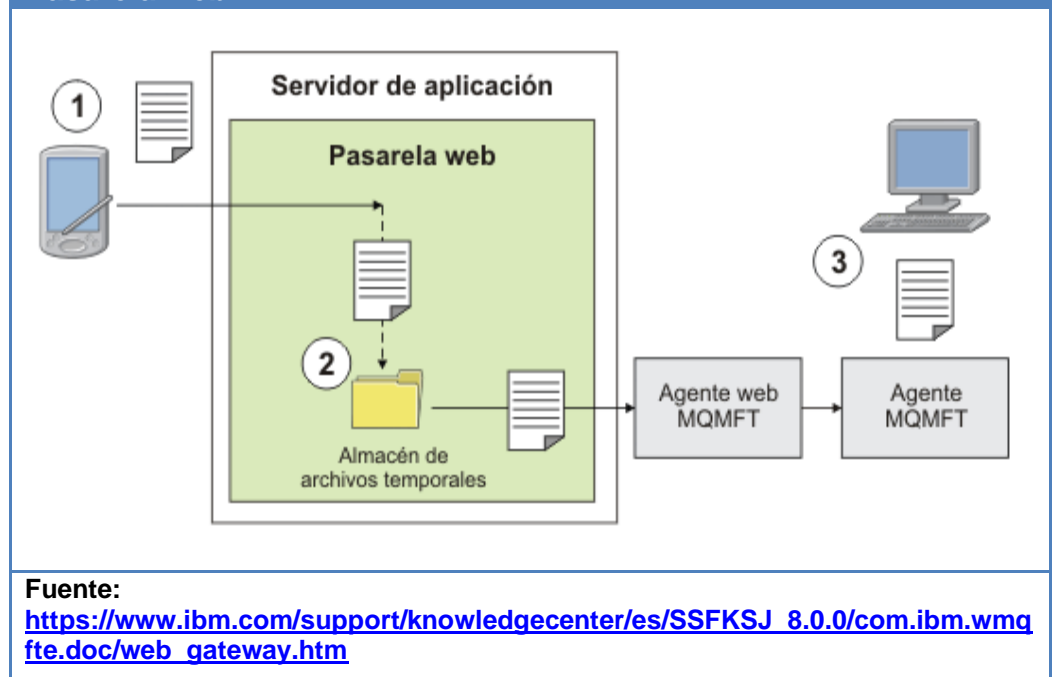 Servidor de aplicación
1
Pasarela web
3
2
Agente web
MQMFT
Agente
MQMFT
Almacén de
archivos temporales
Fuente:
https://www.ibm.com/support/knowledgecenter/es/SSFKSJ_8.0.0/com.ibm.wmq
fte.doc/web_gateway.htm